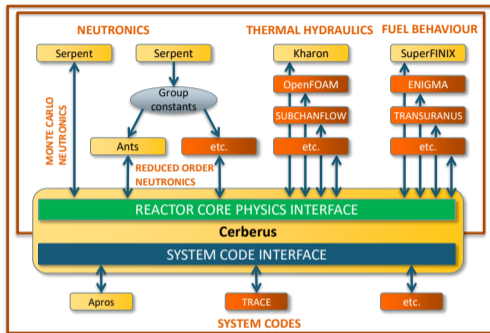 NEUTRONICS
THERMAL HYDRAULICS
FUEL BEHAVIOUR
Serpent
Serpent
Kharon
SuperFINIX
OpenFOAM
ENIGMA
Group
constants
SUBCHANFLOW
TRANSURANUS
MONTE CARLO
NEUTRONICS
Ants
etc.
etc.
etc.
REDUCED ORDER
NEUTRONICS
REACTOR CORE PHYSICS INTERFACE
Cerberus
SYSTEM CODE INTERFACE
Apros
TRACE
etc.
SYSTEM CODES